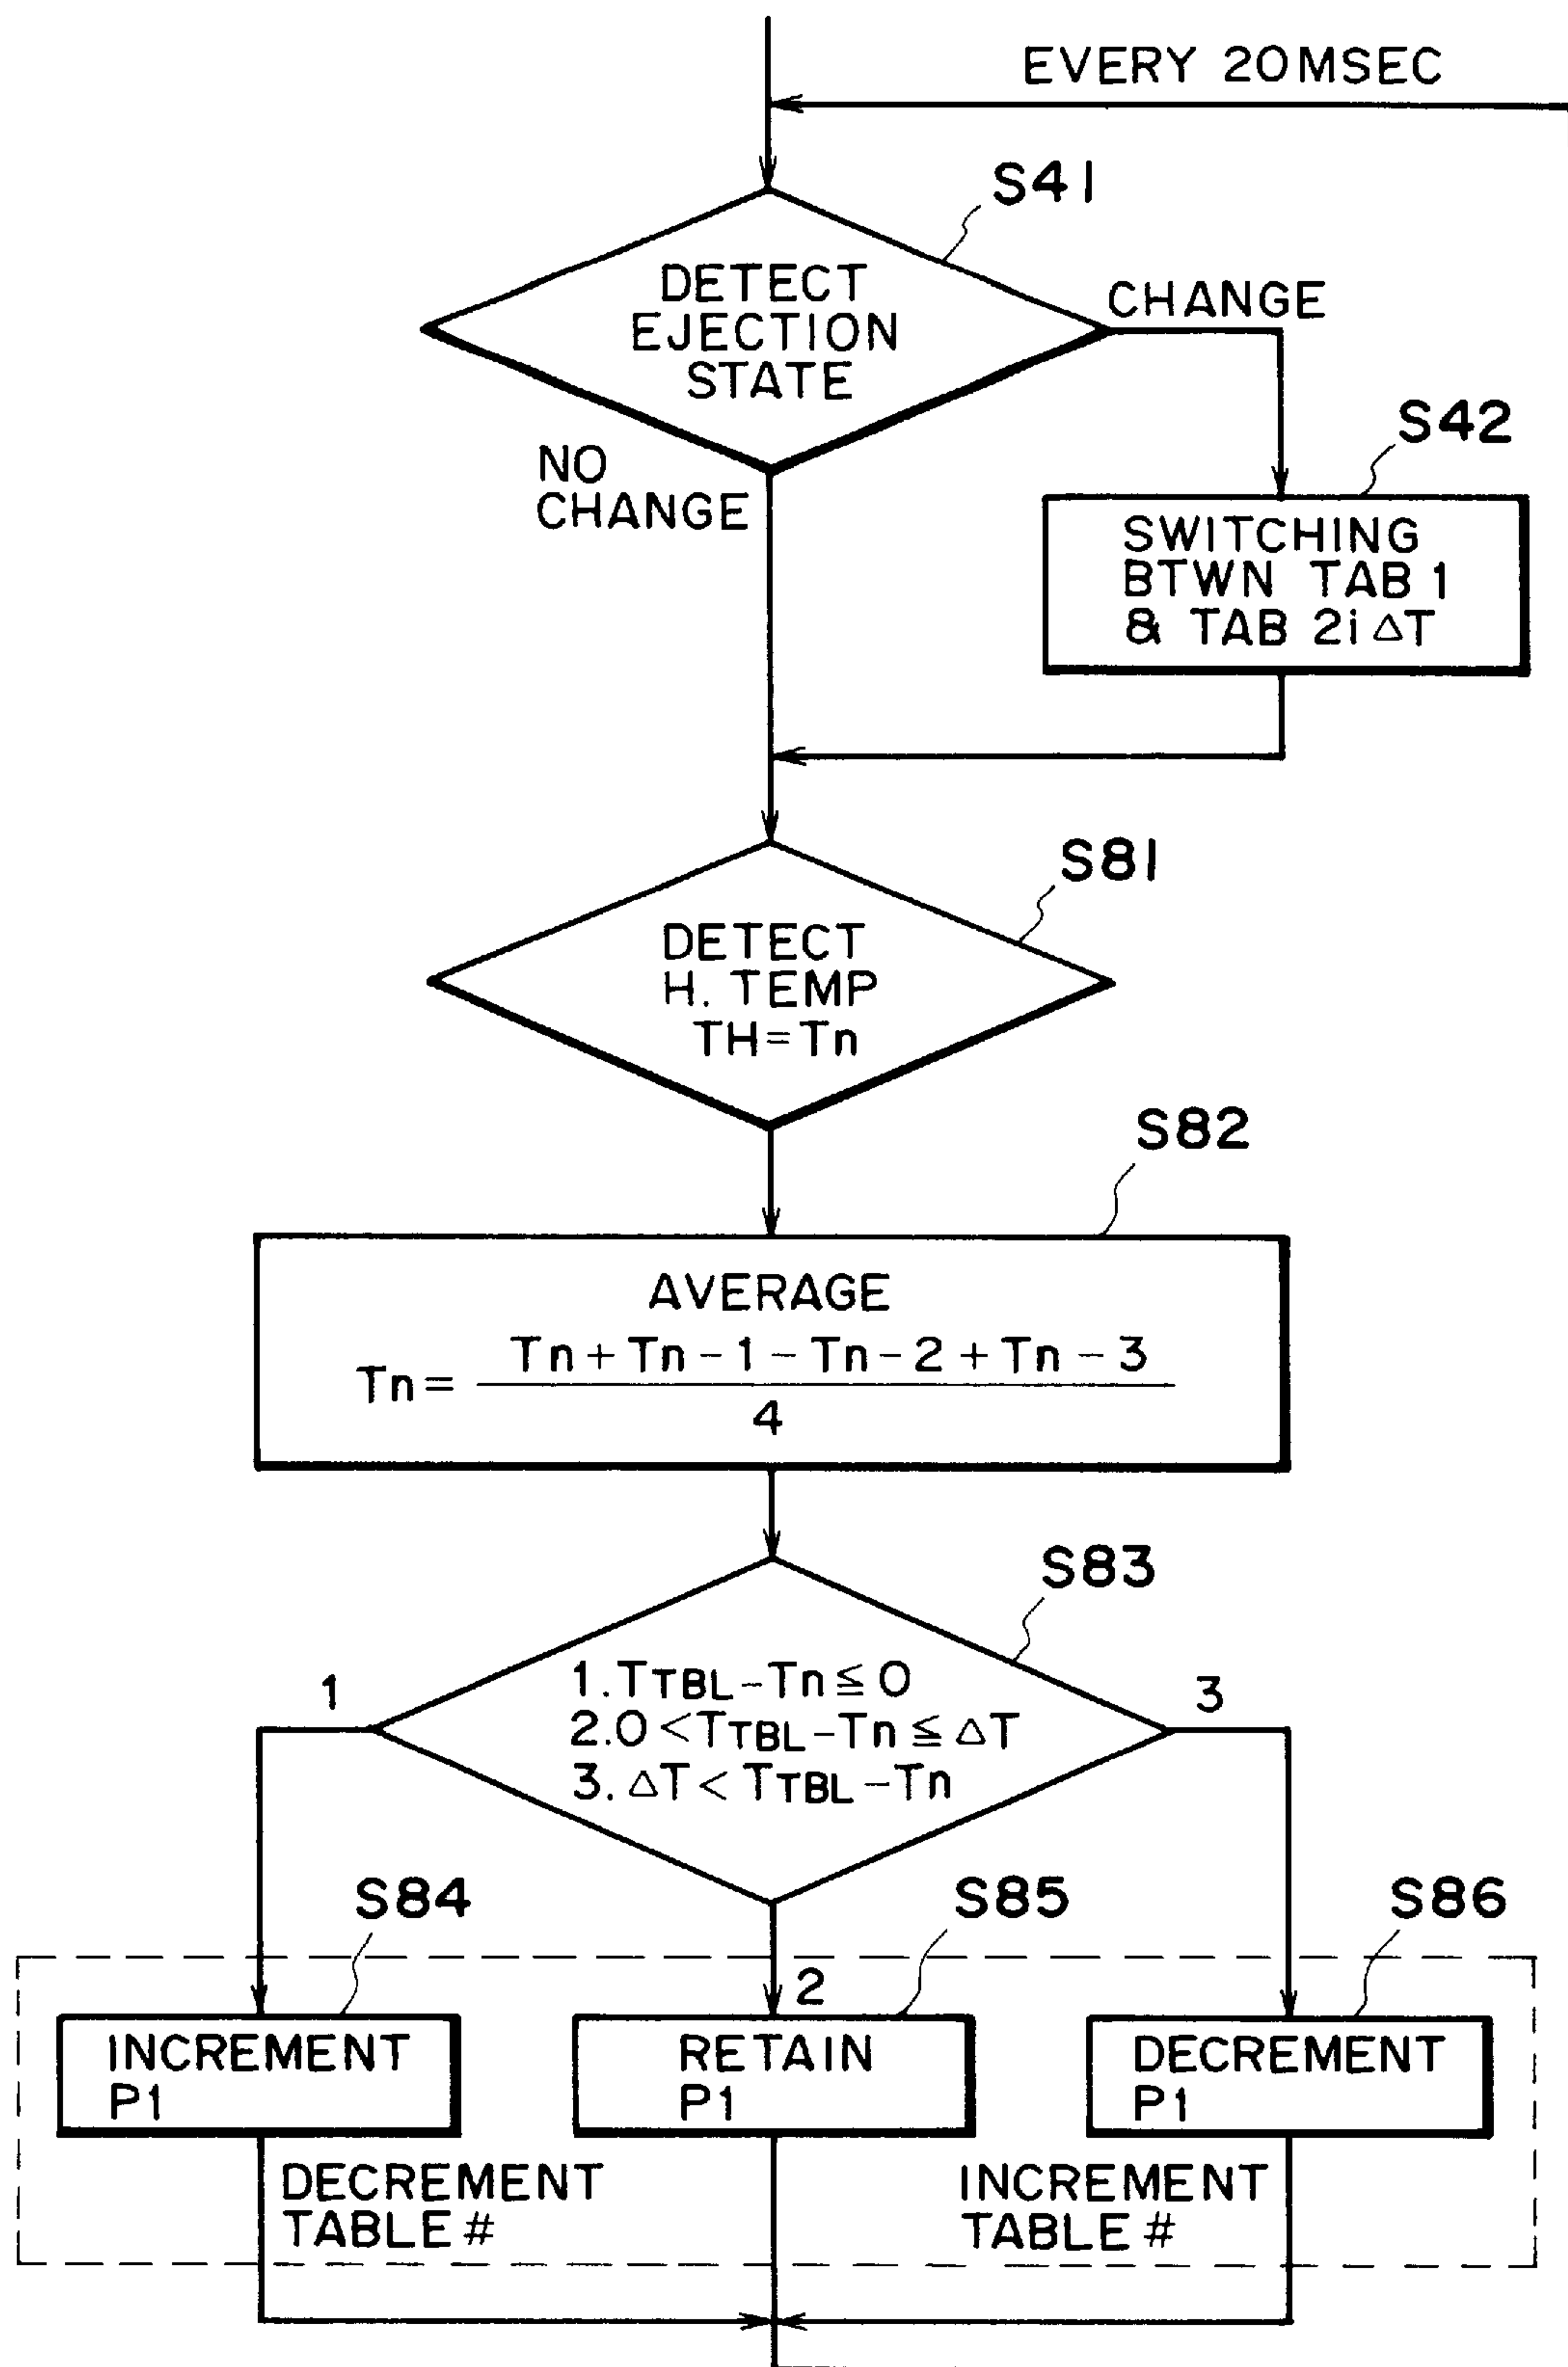 EVERY 20MSEC
S41
DETECT
EJECTION
STATE
CHANGE
NO
CHANGE
S42
SWITCHING
BTWN TAB 1
& TAB 2i △T
S81
DETECT
H. TEMP
TH=Tn
S82
AVERAGE
Tn + Tn - 1 - Tn - 2 + Tn - 3
Tn =
4
S83
1
3
1. TTBL - Tn ≦ 0
2. 0 < TTBL - Tn ≦ △T
3. △T < TTBL - Tn
S84
S85
S86
2
INCREMENT
P1
RETAIN
P1
DECREMENT
P1
DECREMENT
TABLE #
INCREMENT
TABLE #